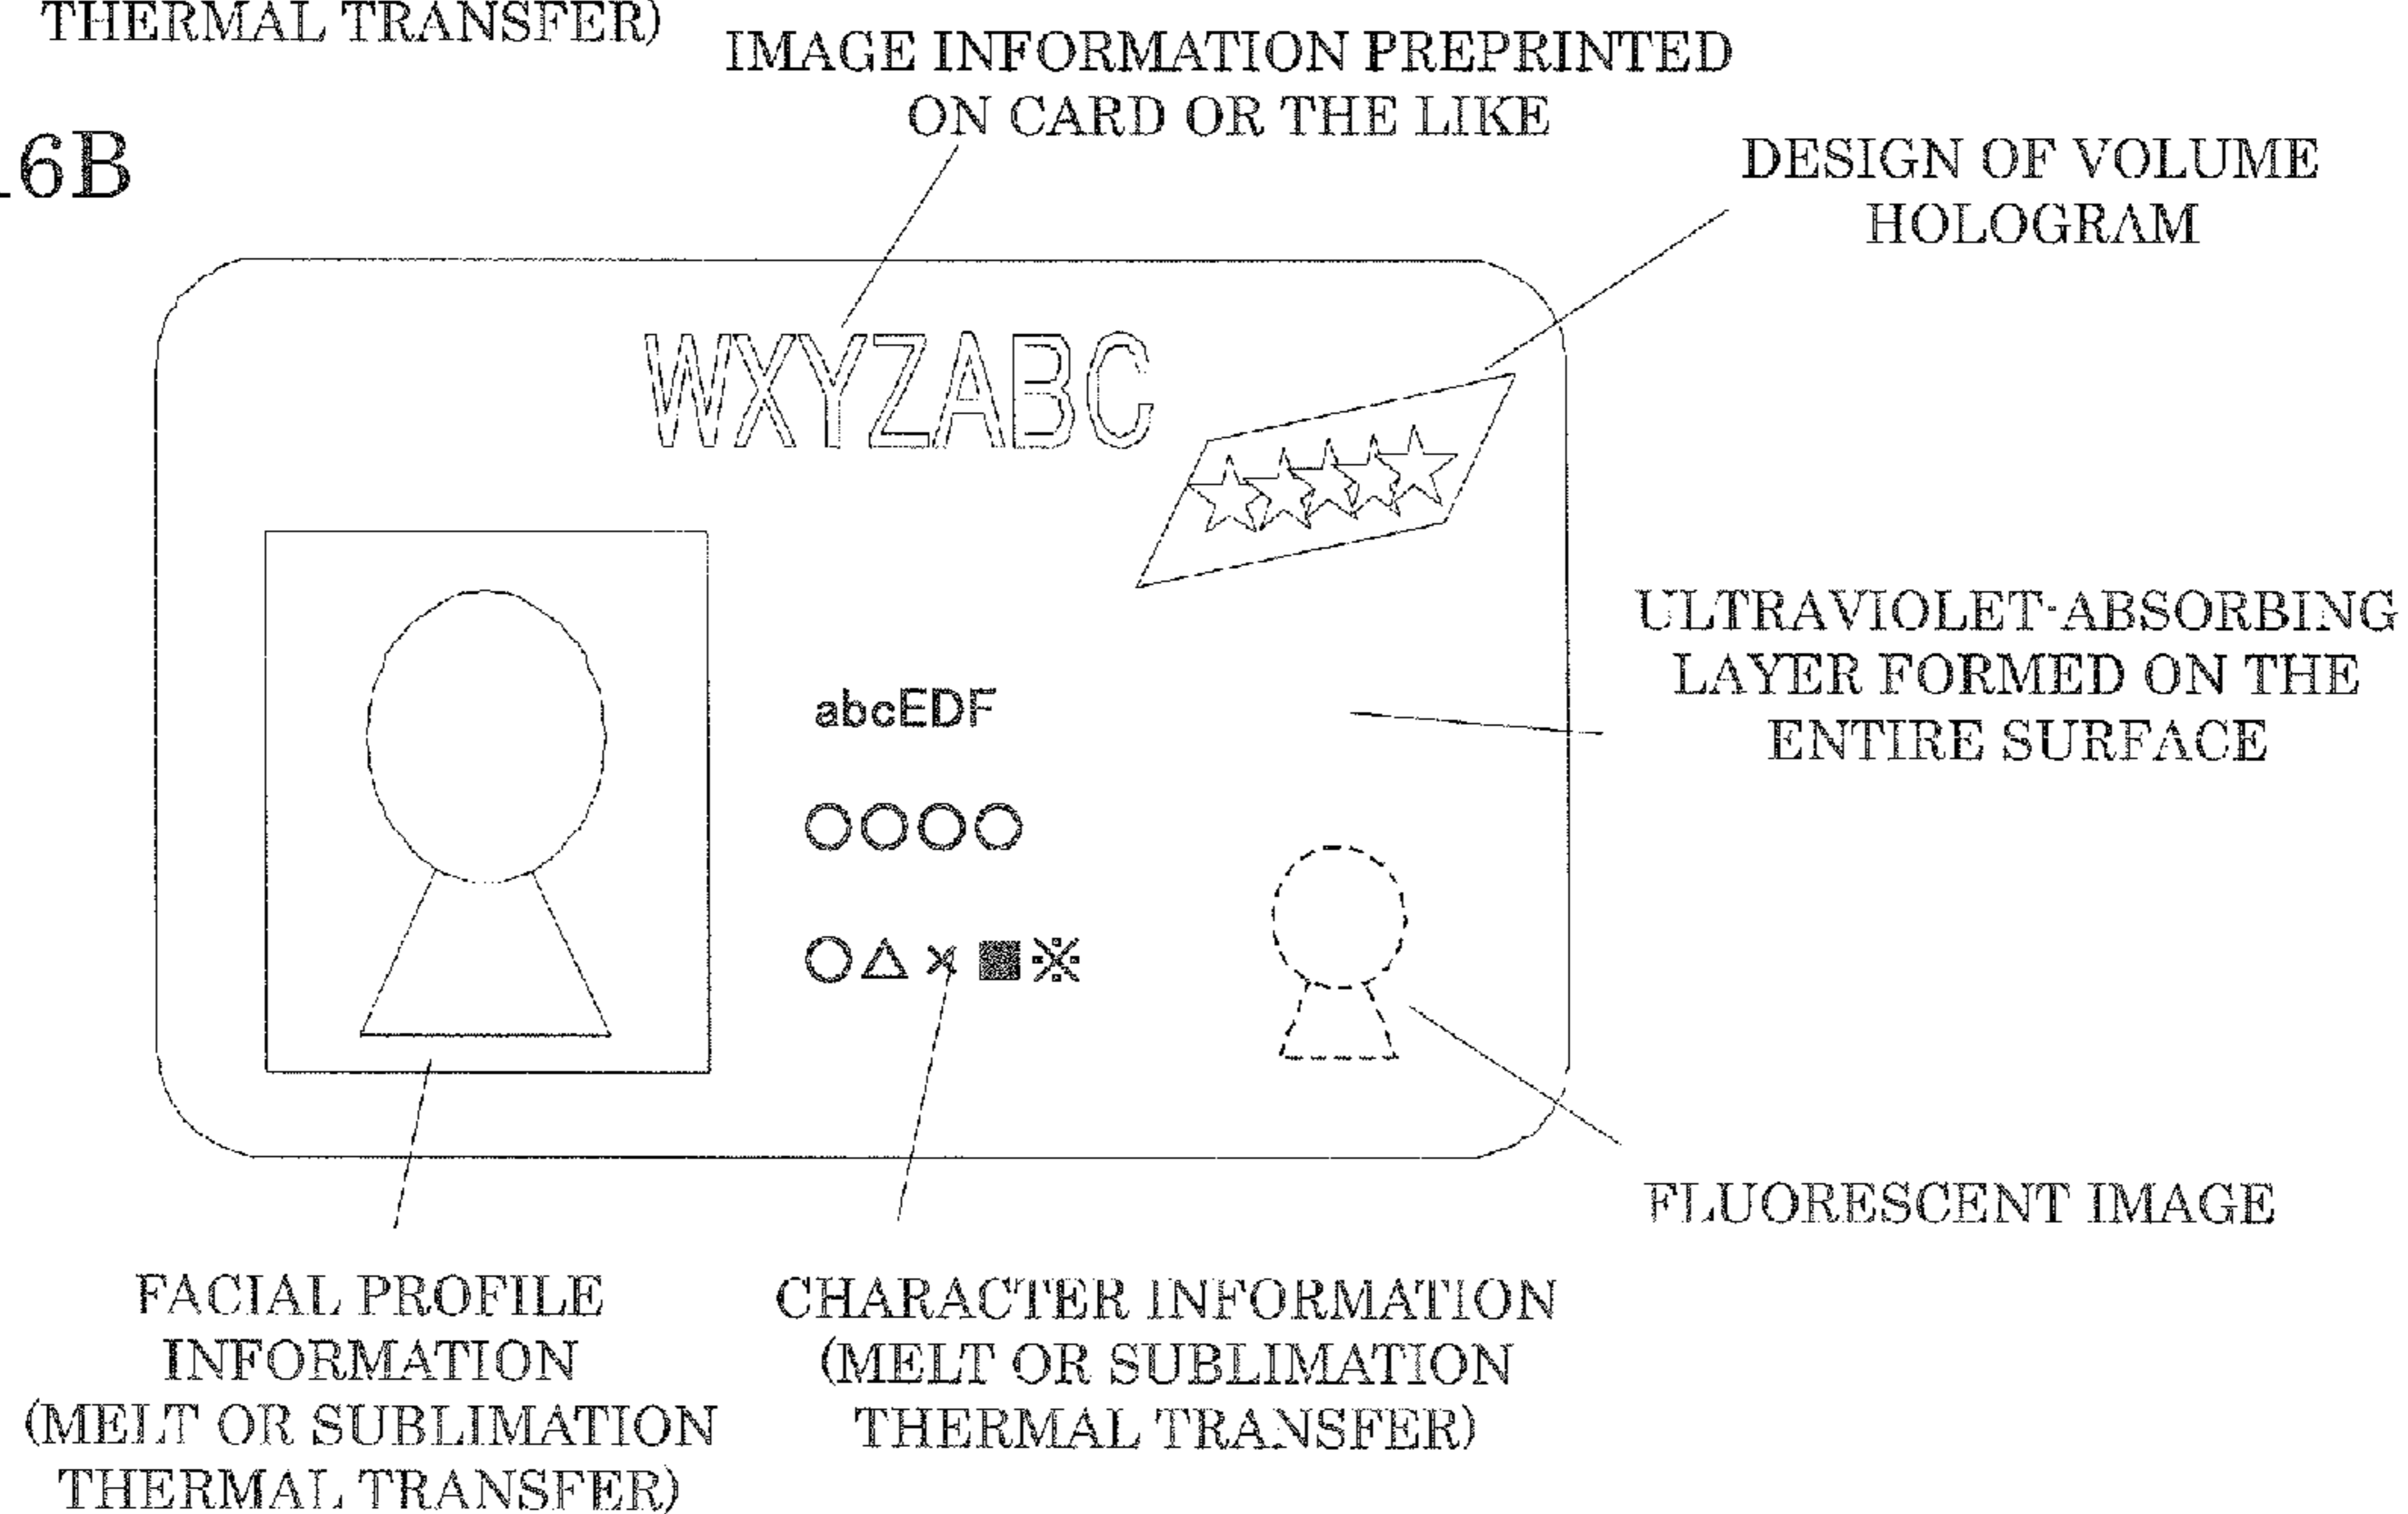 THERMAL TRANSFER)
IMAGE INFORMATION PREPRINTED
ON CARD OR THE LIKE
6B
DESIGN OF VOLUME
HOLOGRAM
WXYZABC
ULTRAVIOLET-ABSORBING
LAYER FORMED ON THE
ENTIRE SURFACE
abcEDF
○○○○
○△×■※
FLUORESCENT IMAGE
FACIAL PROFILE
INFORMATION
(MELT OR SUBLIMATION
THERMAL TRANSFER)
CHARACTER INFORMATION
(MELT OR SUBLIMATION
THERMAL TRANSFER)